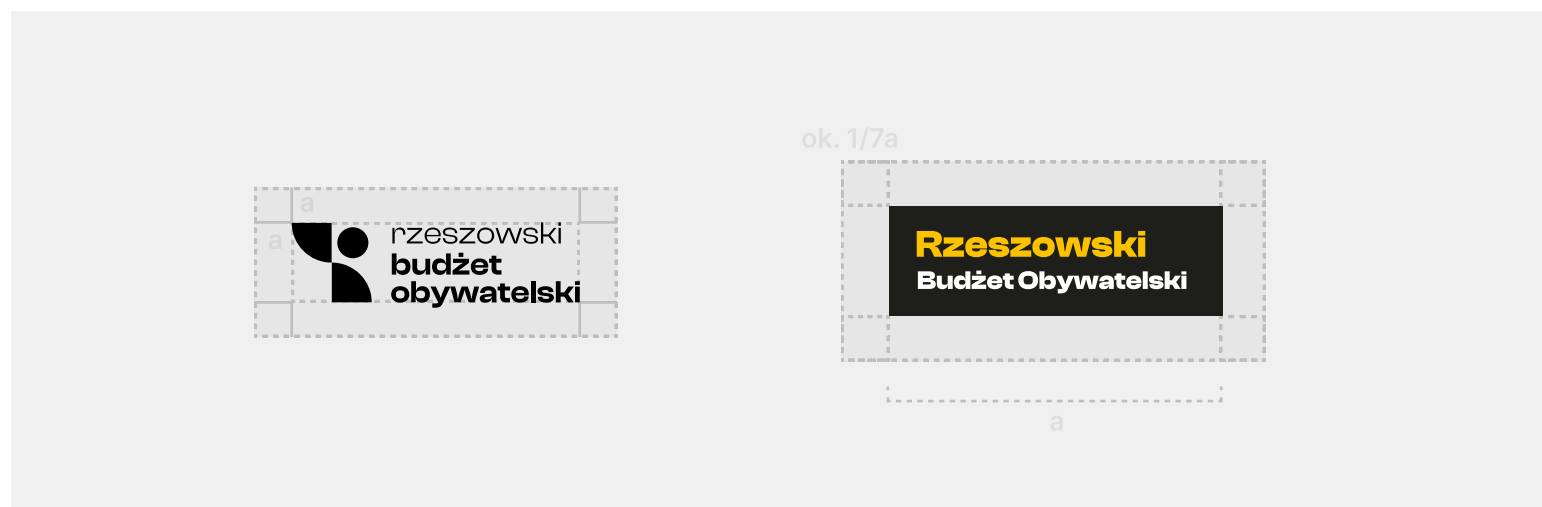 ok. 1/7a
a
a
rzeszowski
budżet
obywatelski
Rzeszowski
Budżet Obywatelski
a